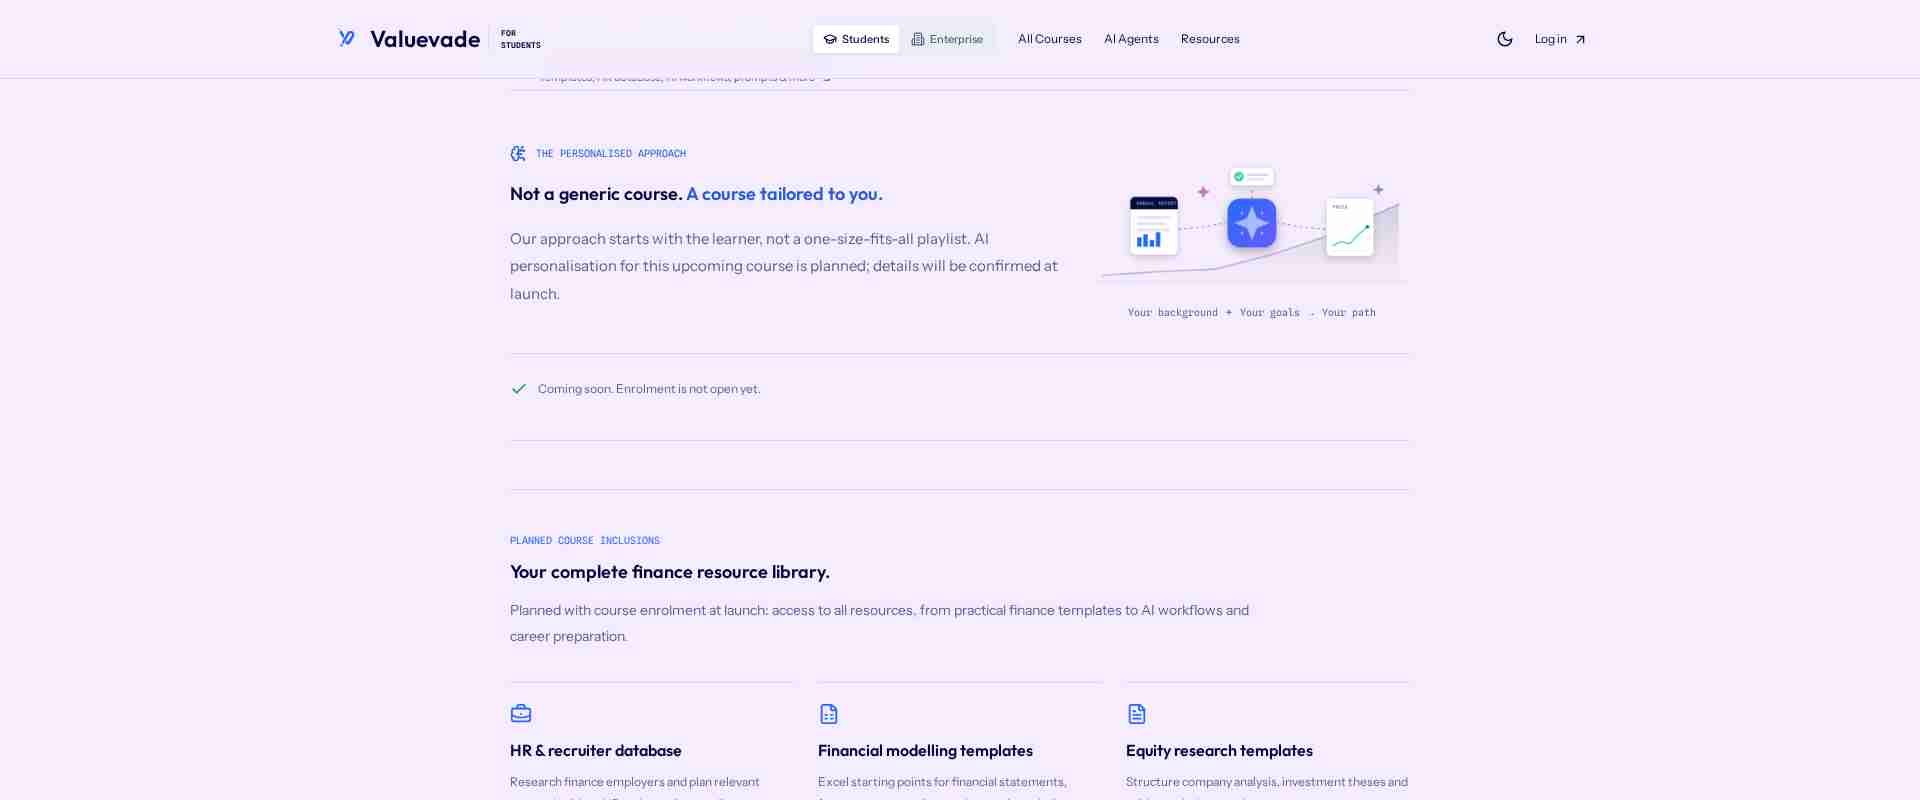 Valuevade
FOR
STUDENTS
Students
Enterprise
All Courses
AI Agents
Resources
Log in
THE PERSONALISED APPROACH
Not a generic course. A course tailored to you.
Our approach starts with the learner, not a one-size-fits-all playlist. AI
personalisation for this upcoming course is planned; details will be confirmed at
launch.
ANNUAL REPORT
PRICE
Your background + Your goals → Your path
Coming soon. Enrolment is not open yet.
PLANNED COURSE INCLUSIONS
Your complete finance resource library.
Planned with course enrolment at launch: access to all resources, from practical finance templates to AI workflows and
career preparation.
HR & recruiter database
Research finance employers and plan relevant
Financial modelling templates
Excel starting points for financial statements,
Equity research templates
Structure company analysis, investment theses and